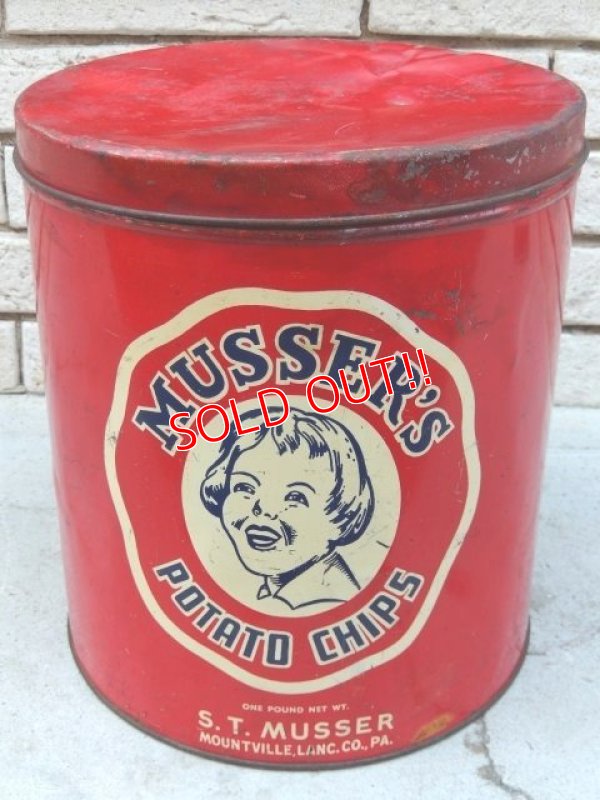 MUSSER'S
SOLD OUT!!
POTATO CHIPS
ONE POUND NET WT.
S. T. MUSSER
MOUNTVILLE, LANC. CO., PA.